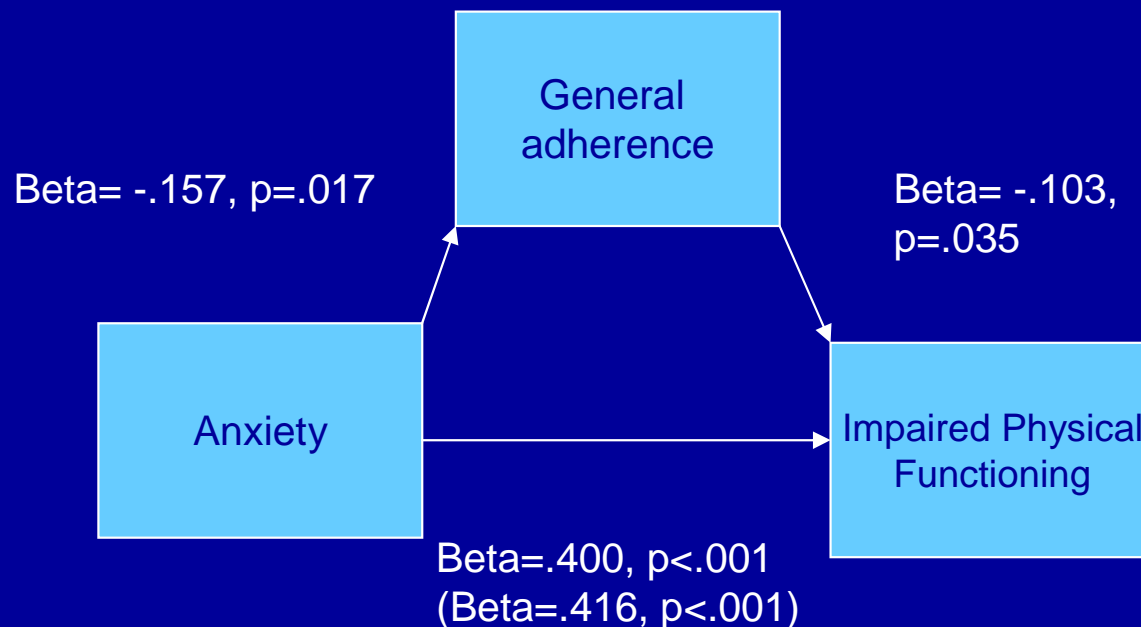 General
adherence
Beta= -.157, p=.017
Beta= -.103,
p=.035
Anxiety
Impaired Physical
Functioning
Beta=.400, p<.001
(Beta=.416, p<.001)